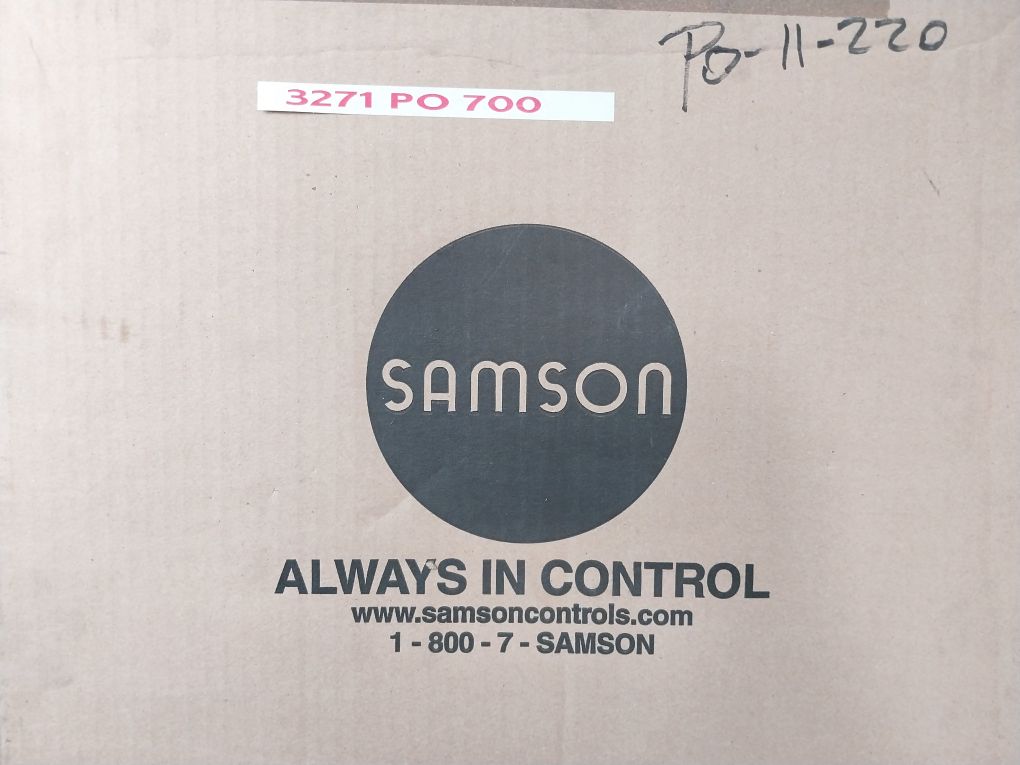 PO-11-220
3271 PO 700
SAMSON
ALWAYS IN CONTROL
www.samsoncontrols.com
1 - 800 - 7 - SAMSON